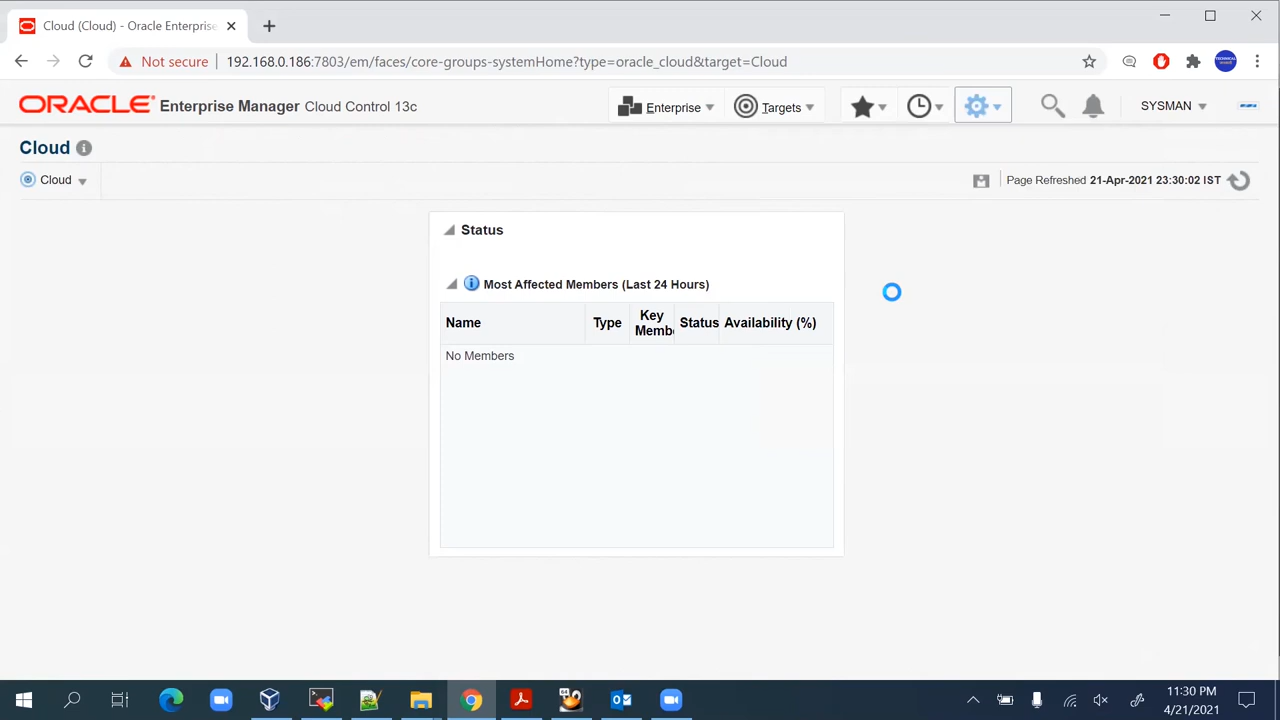 Cloud (Cloud) - Oracle Enterprise
Not secure 192.168.0.186:7803/em/faces/core-groups-systemHome?type=oracle_cloud&target=Cloud
ORACLE Enterprise Manager Cloud Control 13c Enterprise Targets SYSMAN
Cloud
Cloud Page Refreshed 21-Apr-2021 23:30:02 IST
Status
Most Affected Members (Last 24 Hours)
Name Type Key Membe Status Availability (%)
No Members
11:30 PM
4/21/2021